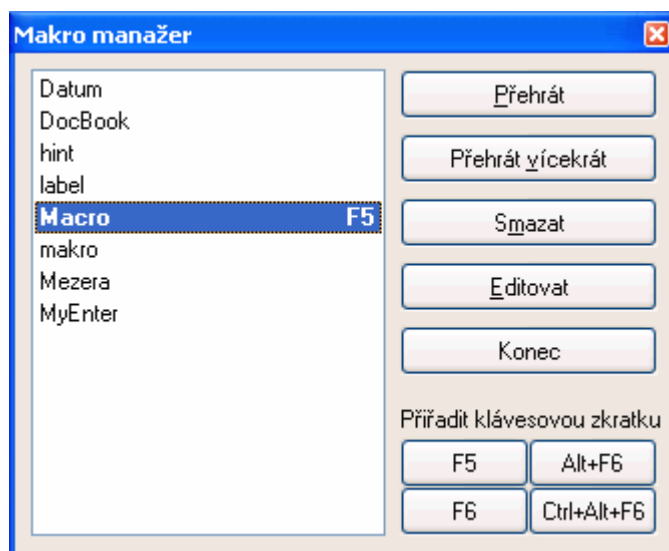 Makro manažer
Datum
DocBook
hint
label
Macro F5
makro
Mezera
MyEnter
Přehrát
Přehrát vícekrát
Smazat
Editovat
Konec
Přiřadit klávesovou zkratku
F5 Alt+F6
F6 Ctrl+Alt+F6